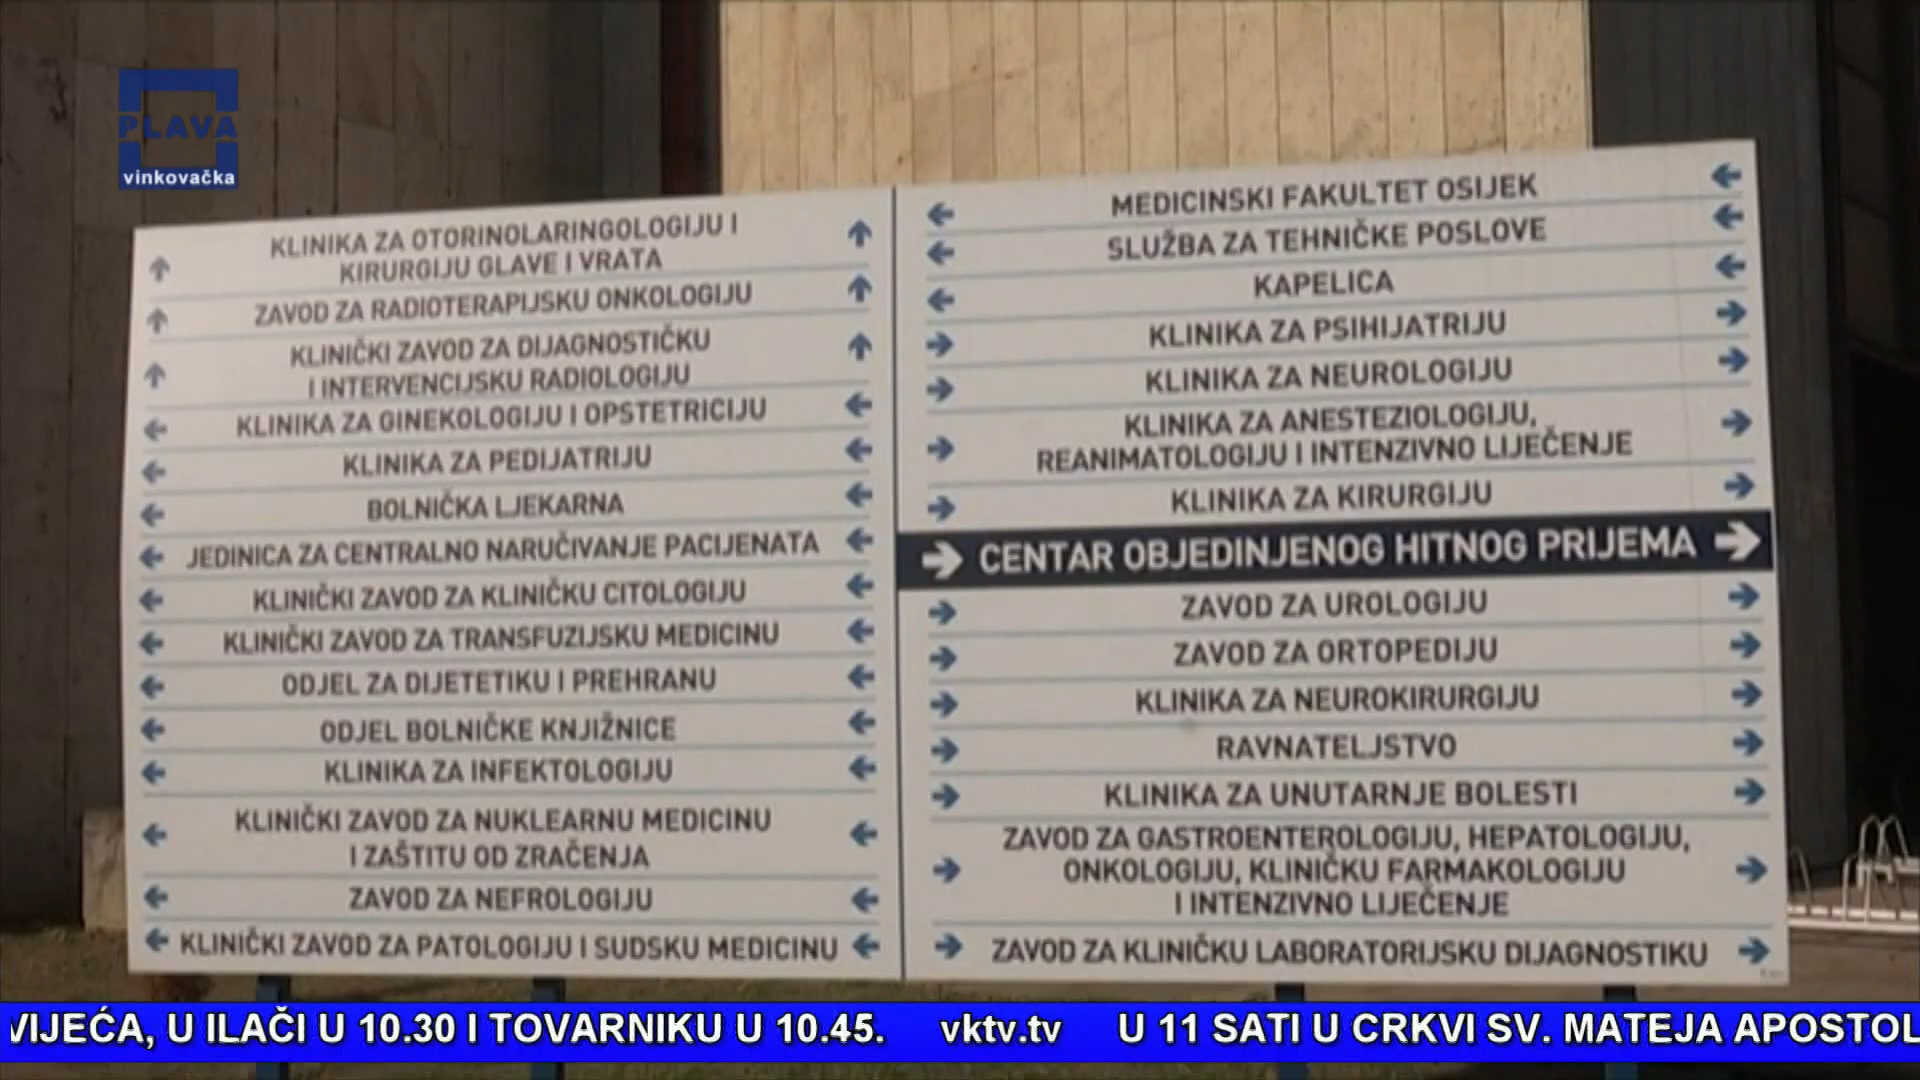 PLAVA
vinkovačka
KLINIKA ZA OTORINOLARINGOLOGIJU I
KIRURGIJU GLAVE I VRATA
ZAVOD ZA RADIOTERAPIJSKU ONKOLOGIJU
KLINIČKI ZAVOD ZA DIJAGNOSTIČKU
I INTERVENCIJSKU RADIOLOGIJU
KLINIKA ZA GINEKOLOGIJU I OPSTETRICIJU
KLINIKA ZA PEDIJATRIJU
BOLNIČKA LJEKARNA
JEDINICA ZA CENTRALNO NARUČIVANJE PACIJENATA
KLINIČKI ZAVOD ZA KLINIČKU CITOLOGIJU
KLINIČKI ZAVOD ZA TRANSFUZIJSKU MEDICINU
ODJEL ZA DIJETETIKU I PREHRANU
ODJEL BOLNIČKE KNJIŽNICE
KLINIKA ZA INFEKTOLOGIJU
KLINIČKI ZAVOD ZA NUKLEARNU MEDICINU
I ZAŠTITU OD ZRAČENJA
ZAVOD ZA NEFROLOGIJU
KLINIČKI ZAVOD ZA PATOLOGIJU I SUDSKU MEDICINU
MEDICINSKI FAKULTET OSIJEK
SLUŽBA ZA TEHNIČKE POSLOVE
KAPELICA
KLINIKA ZA PSIHIJATRIJU
KLINIKA ZA NEUROLOGIJU
KLINIKA ZA ANESTEZIOLOGIJU,
REANIMATOLOGIJU I INTENZIVNO LIJEČENJE
KLINIKA ZA KIRURGIJU
CENTAR OBJEDINJENOG HITNOG PRIJEMA
ZAVOD ZA UROLOGIJU
ZAVOD ZA ORTOPEDIJU
KLINIKA ZA NEUROKIRURGIJU
RAVNATELJSTVO
KLINIKA ZA UNUTARNJE BOLESTI
ZAVOD ZA GASTROENTEROLOGIJU, HEPATOLOGIJU,
ONKOLOGIJU, KLINIČKU FARMAKOLOGIJU
I INTENZIVNO LIJEČENJE
ZAVOD ZA KLINIČKU LABORATORIJSKU DIJAGNOSTIKU
VIJEĆA, U ILAČI U 10.30 I TOVARNIKU U 10.45. vktv.tv U 11 SATI U CRKVI SV. MATEJA APOSTOL